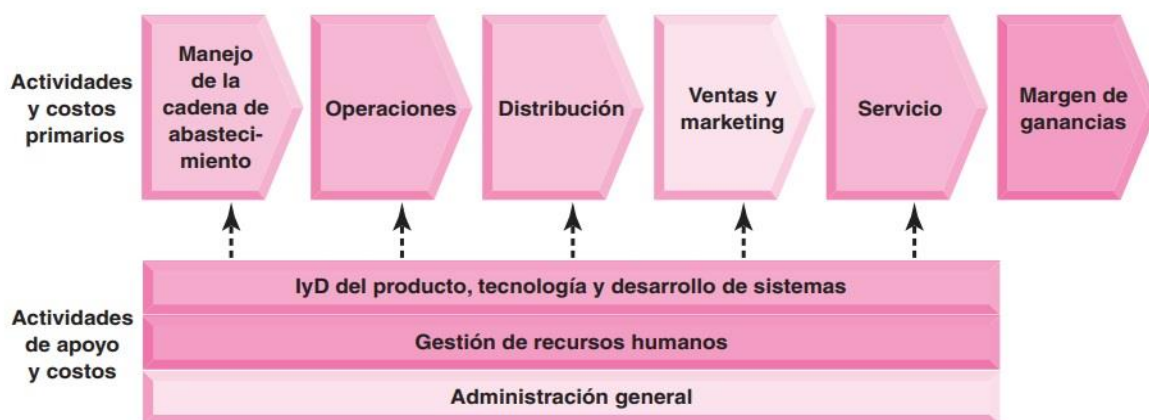 Actividades
y costos
primarios
Manejo
de la
cadena de
abasteci-
miento
Operaciones
Distribución
Ventas y
marketing
Servicio
Margen de
ganancias
Actividades
de apoyo
y costos
IyD del producto, tecnología y desarrollo de sistemas
Gestión de recursos humanos
Administración general